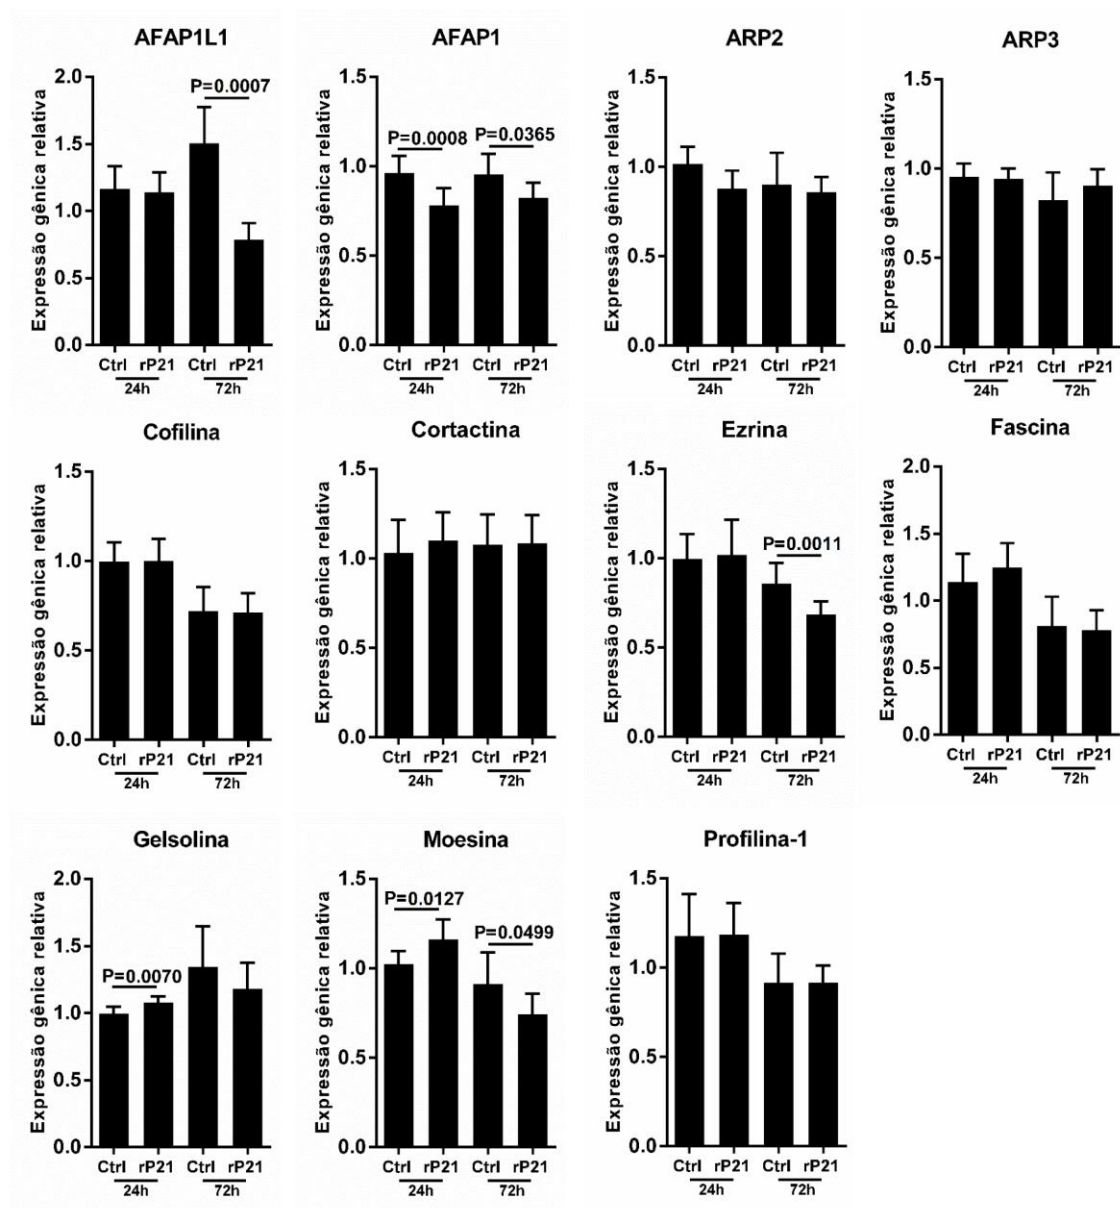 AFAP1L1
Expressão gênica relativa
2.0
1.5
1.0
0.5
0.0
P=0.0007
Ctrl rP21 Ctrl rP21
24h 72h
AFAP1
Expressão gênica relativa
1.5
1.0
0.5
0.0
P=0.0008 P=0.0365
Ctrl rP21 Ctrl rP21
24h 72h
ARP2
Expressão gênica relativa
1.5
1.0
0.5
0.0
Ctrl rP21 Ctrl rP21
24h 72h
ARP3
Expressão gênica relativa
1.5
1.0
0.5
0.0
Ctrl rP21 Ctrl rP21
24h 72h
Cofilina
Expressão gênica relativa
1.5
1.0
0.5
0.0
Ctrl rP21 Ctrl rP21
24h 72h
Cortactina
Expressão gênica relativa
1.5
1.0
0.5
0.0
Ctrl rP21 Ctrl rP21
24h 72h
Ezrina
Expressão gênica relativa
1.5
1.0
0.5
0.0
P=0.0011
Ctrl rP21 Ctrl rP21
24h 72h
Fascina
Expressão gênica relativa
2.0
1.5
1.0
0.5
0.0
Ctrl rP21 Ctrl rP21
24h 72h
Gelsolina
Expressão gênica relativa
2.0
1.5
1.0
0.5
0.0
P=0.0070
Ctrl rP21 Ctrl rP21
24h 72h
Moesina
Expressão gênica relativa
1.5
1.0
0.5
0.0
P=0.0127
P=0.0499
Ctrl rP21 Ctrl rP21
24h 72h
Profilina-1
Expressão gênica relativa
1.5
1.0
0.5
0.0
Ctrl rP21 Ctrl rP21
24h 72h